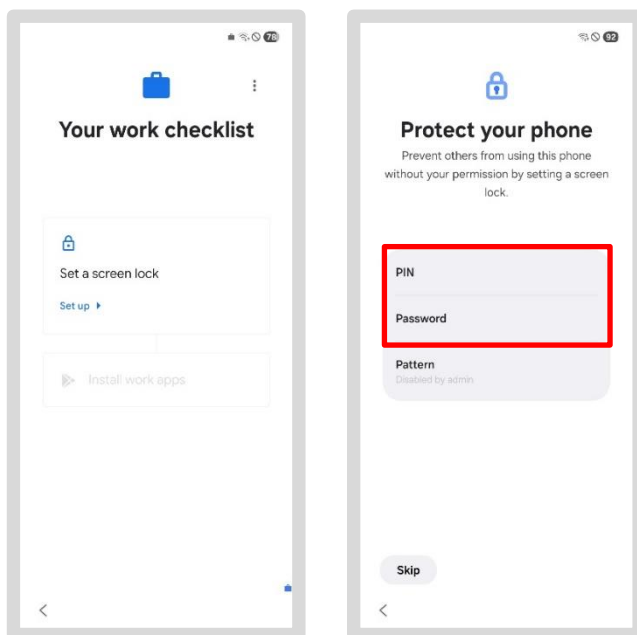 78
Your work checklist
Set a screen lock
Set up
Install work apps
92
Protect your phone
Prevent others from using this phone
without your permission by setting a screen
lock.
PIN
Password
Pattern
Disabled by admin
Skip